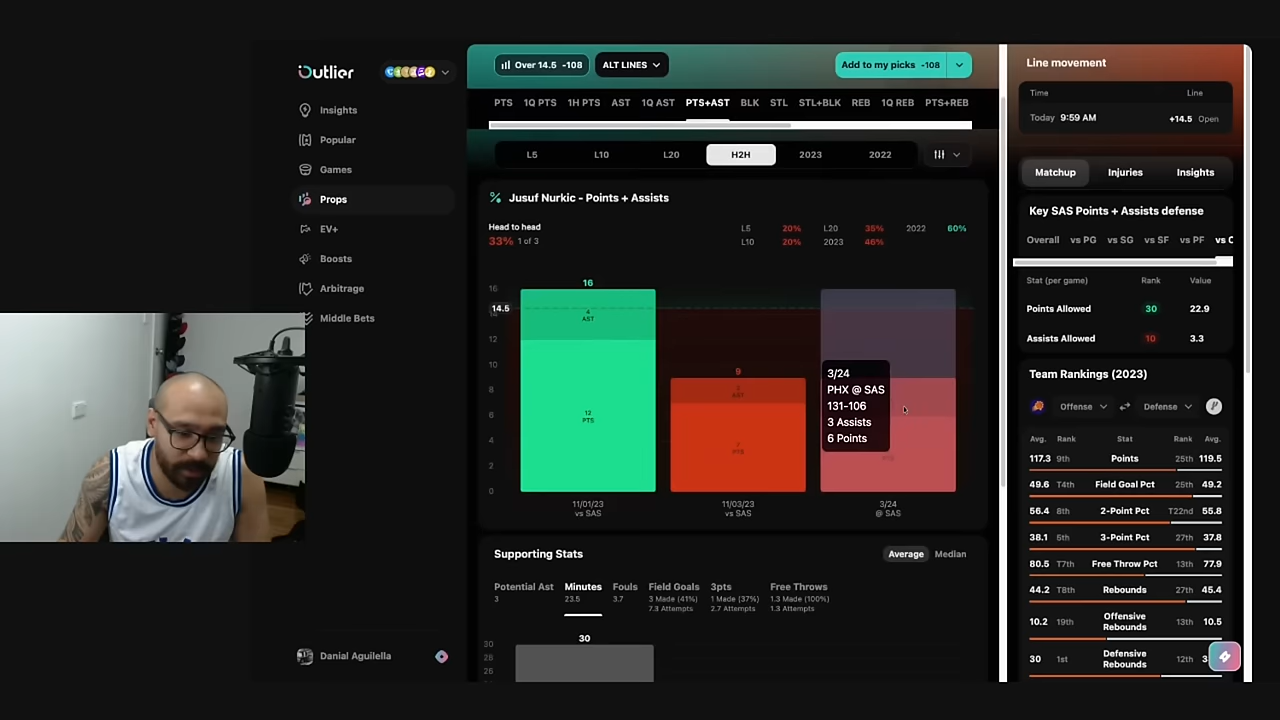 Outlier
Insights
Popular
Games
Props
EV+
Boosts
Arbitrage
Middle Bets
Danial Aguilella
Over 14.5 -108
ALT LINES
Add to my picks -108
PTS 1Q PTS 1H PTS AST 1Q AST PTS+AST BLK STL STL+BLK REB 1Q REB PTS+REB
L5 L10 L20 H2H 2023 2022
Jusuf Nurkic - Points + Assists
Head to head
33% 1 of 3
L5 20% L20 35% 2022 60%
L10 20% 2023 46%
16
14.5
12
10
8
6
4
2
0
16
4
AST
12
PTS
9
AST
PTS
3/24
PHX @ SAS
131-106
3 Assists
6 Points
11/01/23
vs SAS
11/03/23
vs SAS
3/24
@ SAS
Supporting Stats
Average Median
Potential Ast Minutes Fouls Field Goals 3pts Free Throws
3 23.5 3.7 3 Made (41%) 1 Made (37%) 1.3 Made (100%)
7.3 Attempts 2.7 Attempts 1.3 Attempts
30
30
28
26
Line movement
Time Line
Today 9:59 AM +14.5 Open
Matchup Injuries Insights
Key SAS Points + Assists defense
Overall vs PG vs SG vs SF vs PF vs C
Stat (per game) Rank Value
Points Allowed 30 22.9
Assists Allowed 10 3.3
Team Rankings (2023)
Offense Defense
Avg. Rank Stat Rank Avg.
117.3 9th Points 25th 119.5
49.6 T4th Field Goal Pct 25th 49.2
56.4 8th 2-Point Pct T22nd 55.8
38.1 5th 3-Point Pct 27th 37.8
80.5 T7th Free Throw Pct 13th 77.9
44.2 T8th Rebounds 27th 45.4
10.2 19th Offensive Rebounds 13th 10.5
30 1st Defensive Rebounds 12th